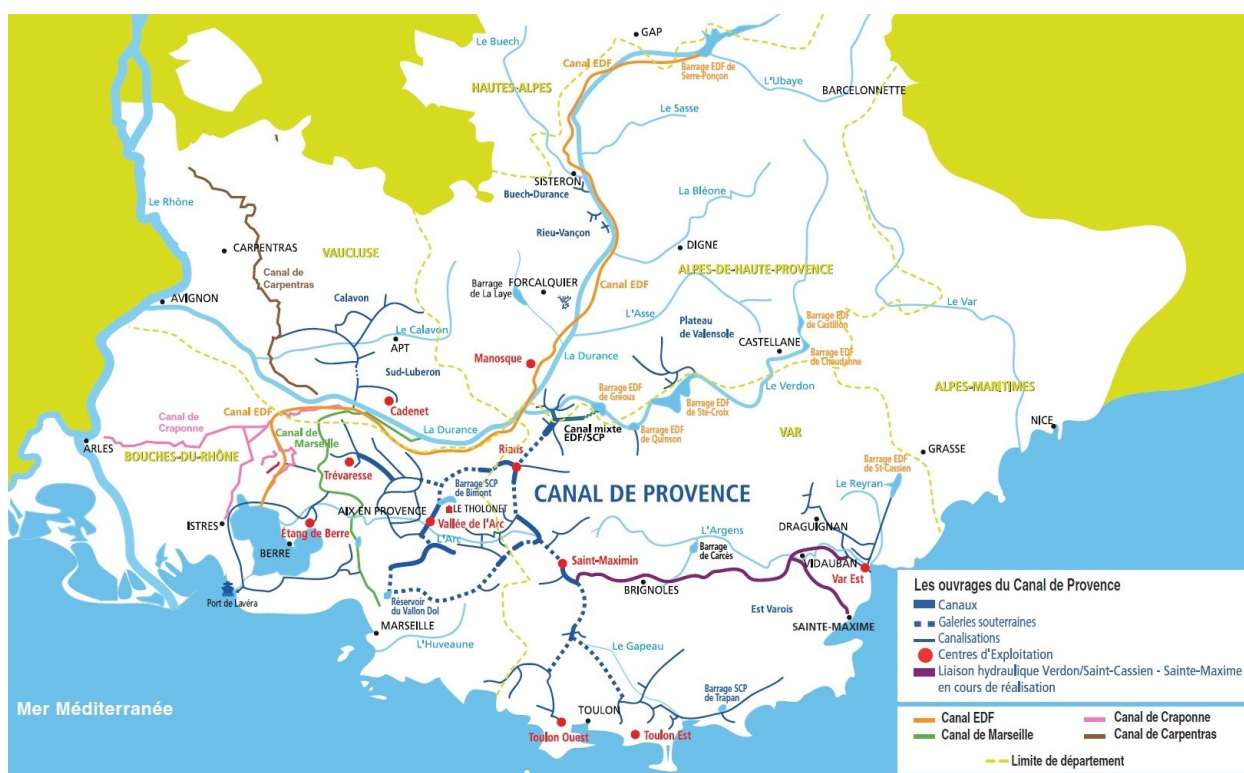 GAP
Le Buech
Canal EDF
Barrage EDF de
Serre-Ponçon
L'Ubaye
HAUTES-ALPES
BARCELONNETTE
Le Sasse
SISTERON
Buech-Durance
La Bléone
Le Rhône
Rieu-Vançon
CARPENTRAS
VAUCLUSE
DIGNE
ALPES-DE-HAUTE-PROVENCE
Canal de
Carpentras
Barrage
de La Laye
FORCALQUIER
Canal EDF
AVIGNON
Calavon
Le Var
L'Asse
Plateau
de Valensole
Barrage EDF
de Castillon
Le Calavon
APT
CASTELLANE
Manosque
La Durance
Barrage EDF
de Chaudanne
Sud-Luberon
Le Verdon
ALPES-MARITIMES
Barrage EDF
de Gréoux
Barrage EDF
de Ste-Croix
Cadenet
Canal EDF
Canal de
Craponne
Canal de
Marseille
La Durance
Canal mixte
EDF/SCP
Barrage EDF
de Quinson
VAR
NICE
ARLES
BOUCHES-DU-RHÔNE
GRASSE
Rians
Barrage EDF
de St-Cassien
Trévaresse
Barrage SCP
de Bimont
CANAL DE PROVENCE
Le Reyran
AIX EN PROVENCE
LE THOLONET
Vallée de l'Arc
ISTRES
Étang de Berre
L'Arc
L'Argens
DRAGUIGNAN
BERRE
Barrage
de Carcès
Saint-Maximin
VIDAUBAN
Var Est
BRIGNOLES
Port de Lavéra
Réservoir
du Vallon Dol
Est Varois
SAINTE-MAXIME
MARSEILLE
L'Huveaune
Le Gapeau
Barrage SCP
de Trapan
Mer Méditerranée
TOULON
Toulon Ouest
Toulon Est
Les ouvrages du Canal de Provence
Canaux
Galeries souterraines
Canalisations
Centres d'Exploitation
Liaison hydraulique Verdon/Saint-Cassien - Sainte-Maxime
en cours de réalisation
Canal EDF
Canal de Craponne
Canal de Marseille
Canal de Carpentras
Limite de département